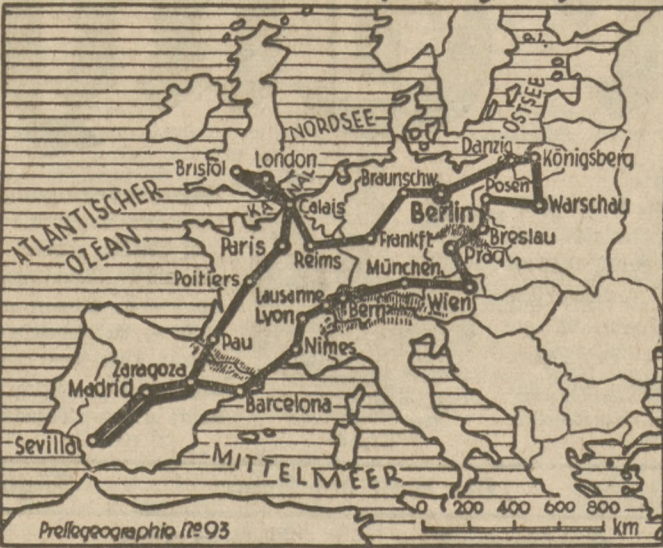 NORDSEE
OSTSEE
Danzig
Königsberg
Bristol
London
Braunschw.
Posen
KANAL
Calais
Berlin
Warschau
ATLANTISCHER
OZEAN
Paris
Reims
Frankft.
Breslau
Prag
Poitiers
München
Lausanne
Bern
Wien
Lyon
Pau
Nimes
Zaragoza
Madrid
Barcelona
Sevilla
MITTELMEER
0 200 400 600 800
km
Pressegeographie No 93